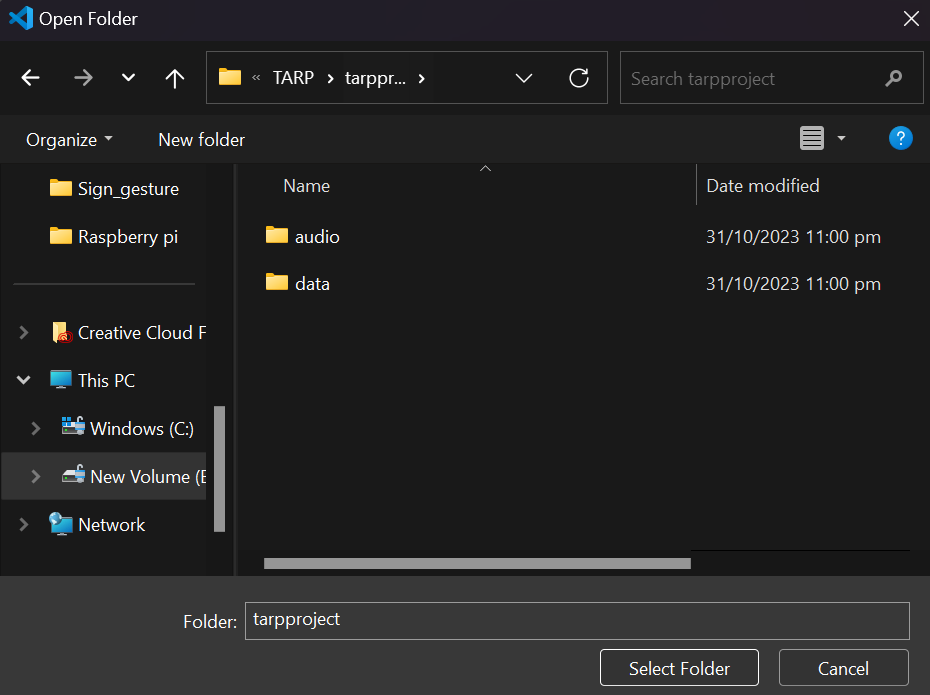 Open Folder
« TARP > tarppr... >
Search tarpproject
Organize
New folder
?
Sign_gesture
Raspberry pi
Creative Cloud F
This PC
Windows (C:)
New Volume (E
Network
Name
Date modified
audio
31/10/2023 11:00 pm
data
31/10/2023 11:00 pm
Folder:
tarpproject
Select Folder
Cancel